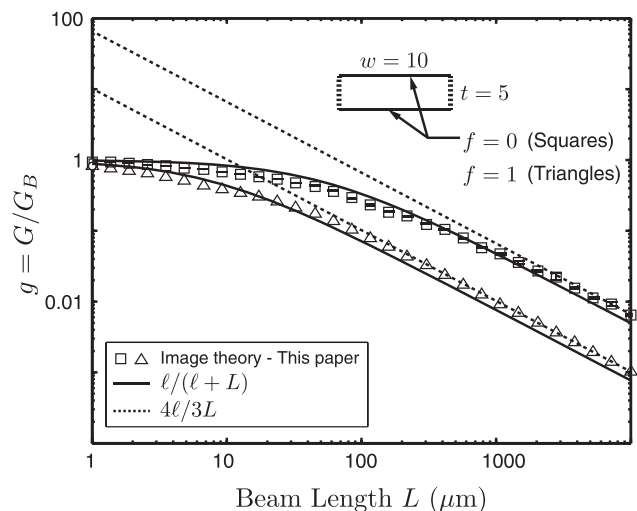 100
1
0.01
g = G/G_B
w = 10
t = 5
f = 0 (Squares)
f = 1 (Triangles)
Image theory - This paper
ℓ/(ℓ + L)
4ℓ/3L
1
10
100
1000
Beam Length L (μm)